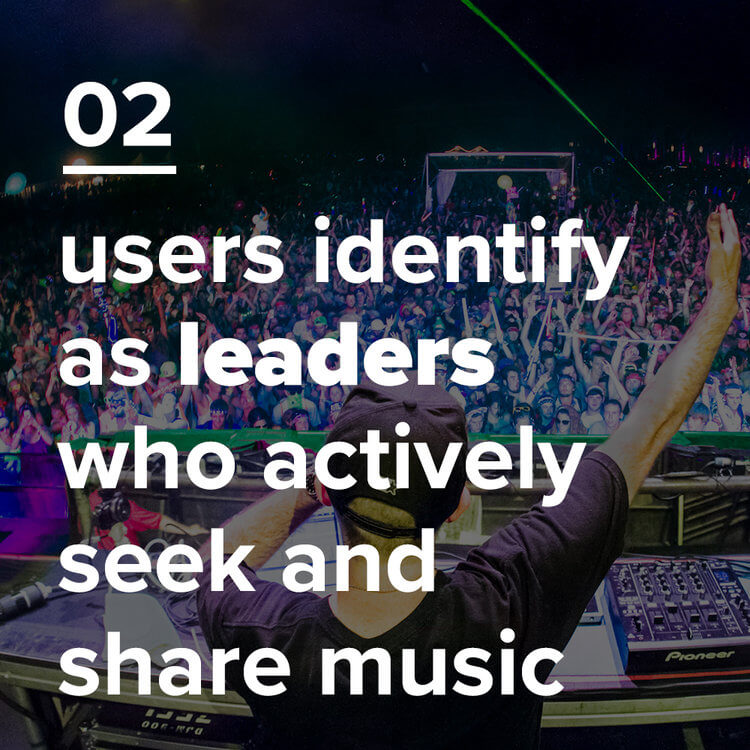 02
users identify
as leaders
who actively
seek and
share music
Pioneer